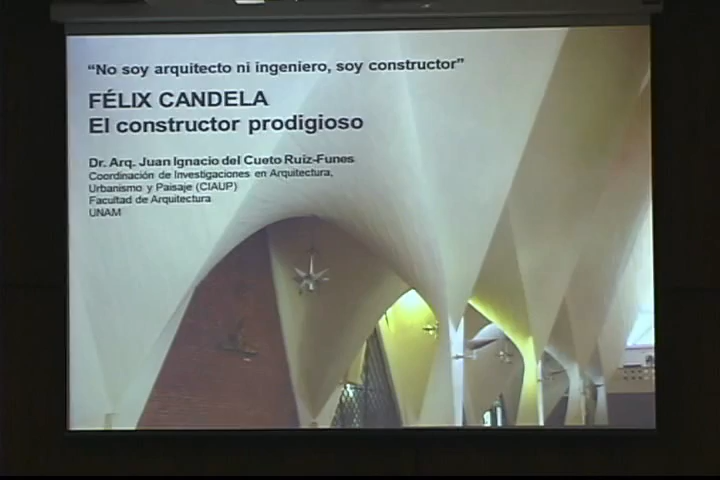 “No soy arquitecto ni ingeniero, soy constructor”
FÉLIX CANDELA
El constructor prodigioso
Dr. Arq. Juan Ignacio del Cueto Ruiz-Funes
Coordinación de Investigaciones en Arquitectura,
Urbanismo y Paisaje (CIAUP)
Facultad de Arquitectura
UNAM